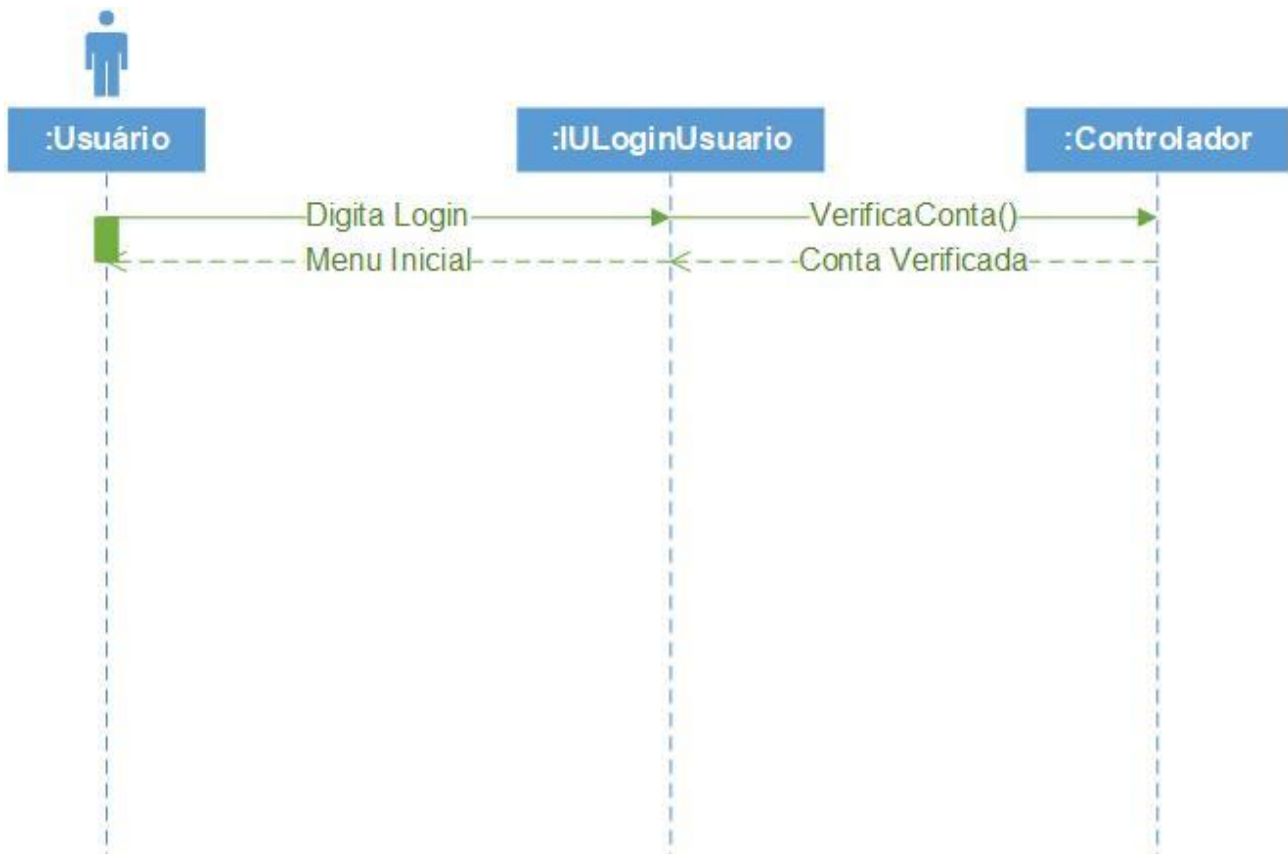 :Usuário
:IULoginUsuario
:Controlador
Digita Login
VerificaConta()
Menu Inicial
Conta Verificada